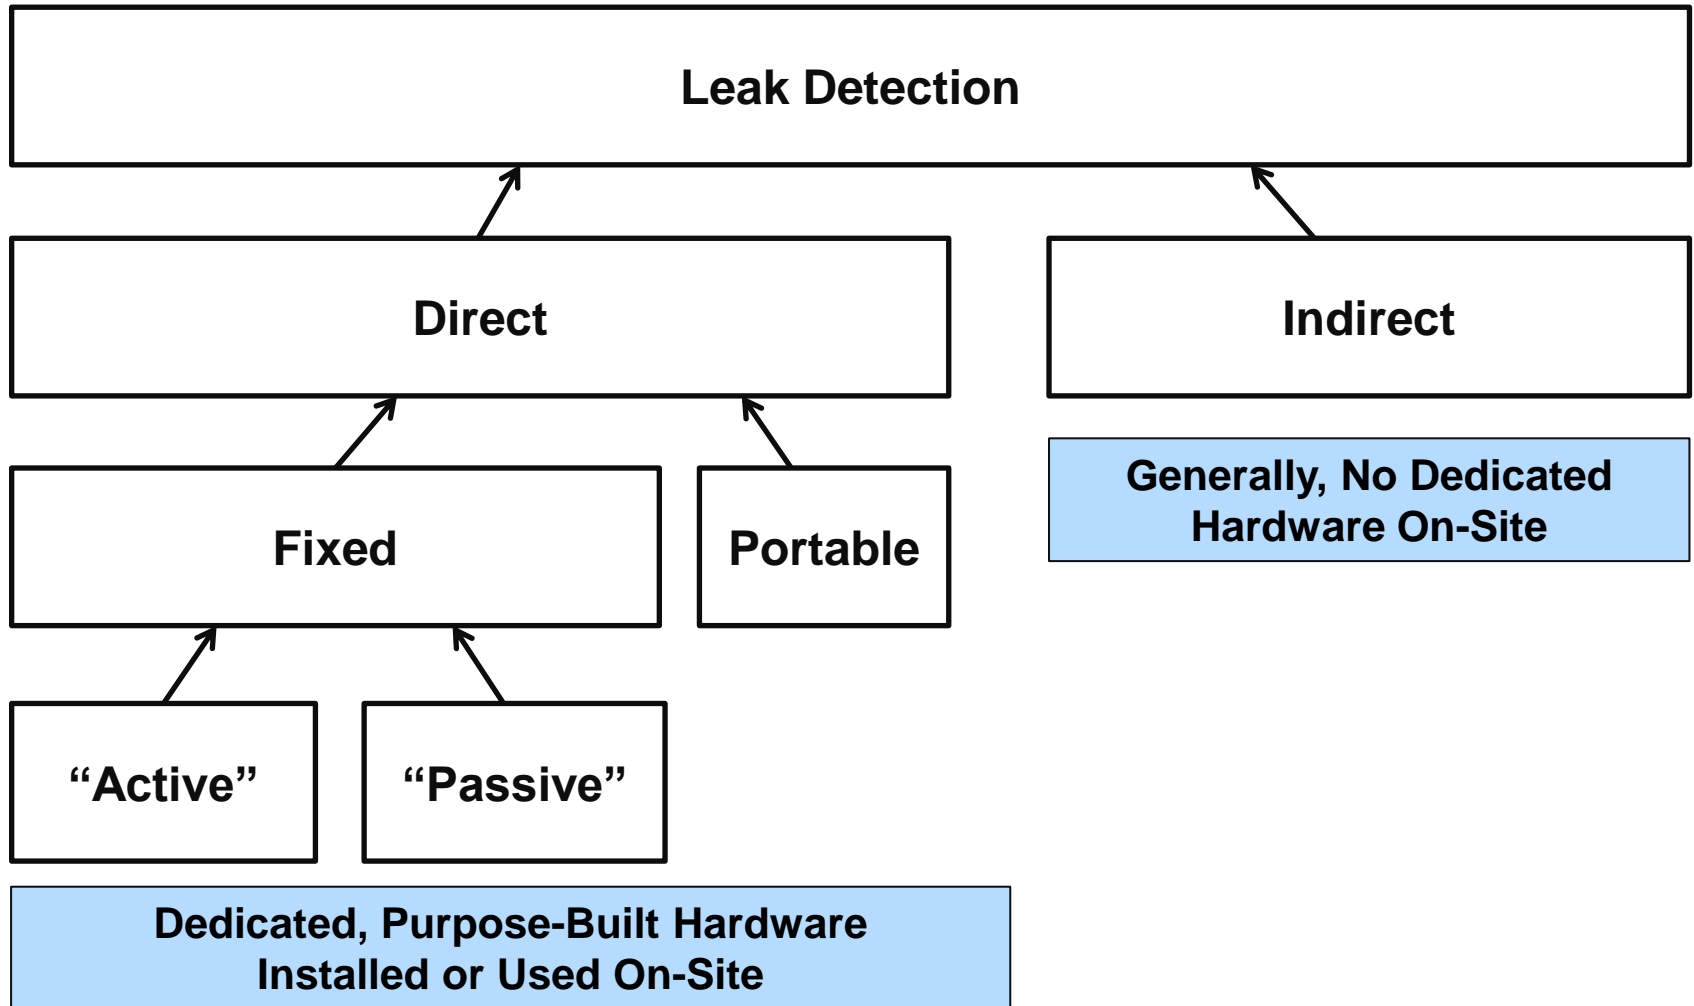 Leak Detection
Direct
Indirect
Fixed
Portable
Generally, No Dedicated
Hardware On-Site
“Active”
“Passive”
Dedicated, Purpose-Built Hardware
Installed or Used On-Site